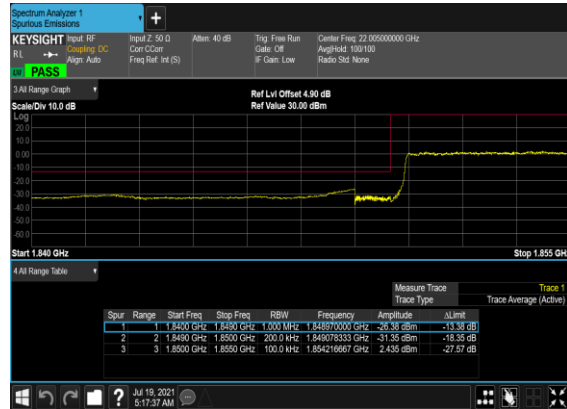 Spectrum Analyzer 1
Spurious Emissions
KEYSIGHT Input: RF Input Z: 50 Ω Atten: 40 dB Trig: Free Run Center Freq: 22.005000000 GHz
RL Coupling: DC Corr CCorr Gate: Off Avg|Hold: 100/100
Align: Auto Freq Ref: Int (S) IF Gain: Low Radio Std: None
PASS
3 All Range Graph
Ref Lvl Offset 4.90 dB
Scale/Div 10.0 dB Ref Value 30.00 dBm
Log
20.0
10.0
0.00
-10.0
-20.0
-30.0
-40.0
-50.0
-60.0
Start 1.840 GHz Stop 1.855 GH
4 All Range Table
Measure Trace Trace 1
Trace Type Trace Average (Active)
Spur Range Start Freq Stop Freq RBW Frequency Amplitude ΔLimit
1 1 1.8400 GHz 1.8490 GHz 1.000 MHz 1.848970000 GHz -26.38 dBm -13.38 dB
2 2 1.8490 GHz 1.8500 GHz 200.0 kHz 1.849078333 GHz -31.35 dBm -18.35 dB
3 3 1.8500 GHz 1.8550 GHz 100.0 kHz 1.854216667 GHz 2.435 dBm -27.57 dB
? Jul 19, 2021
5:17:37 AM